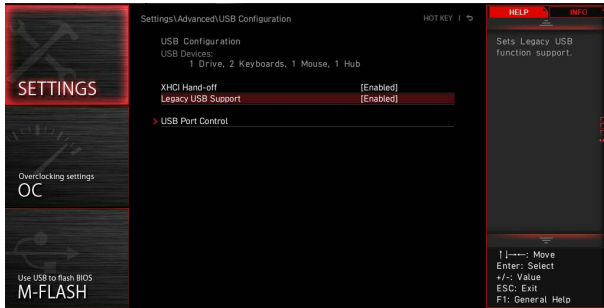 Settings\Advanced\USB Configuration
HOT KEY |
HELP
INFO
USB Configuration
USB Devices:
1 Drive, 2 Keyboards, 1 Mouse, 1 Hub
XHCI Hand-off [Enabled]
Legacy USB Support [Enabled]
> USB Port Control
SETTINGS
Overclocking settings
OC
Use USB to flash BIOS
M-FLASH
Sets Legacy USB
function support.
↑↓→←: Move
Enter: Select
+/-: Value
ESC: Exit
F1: General Help